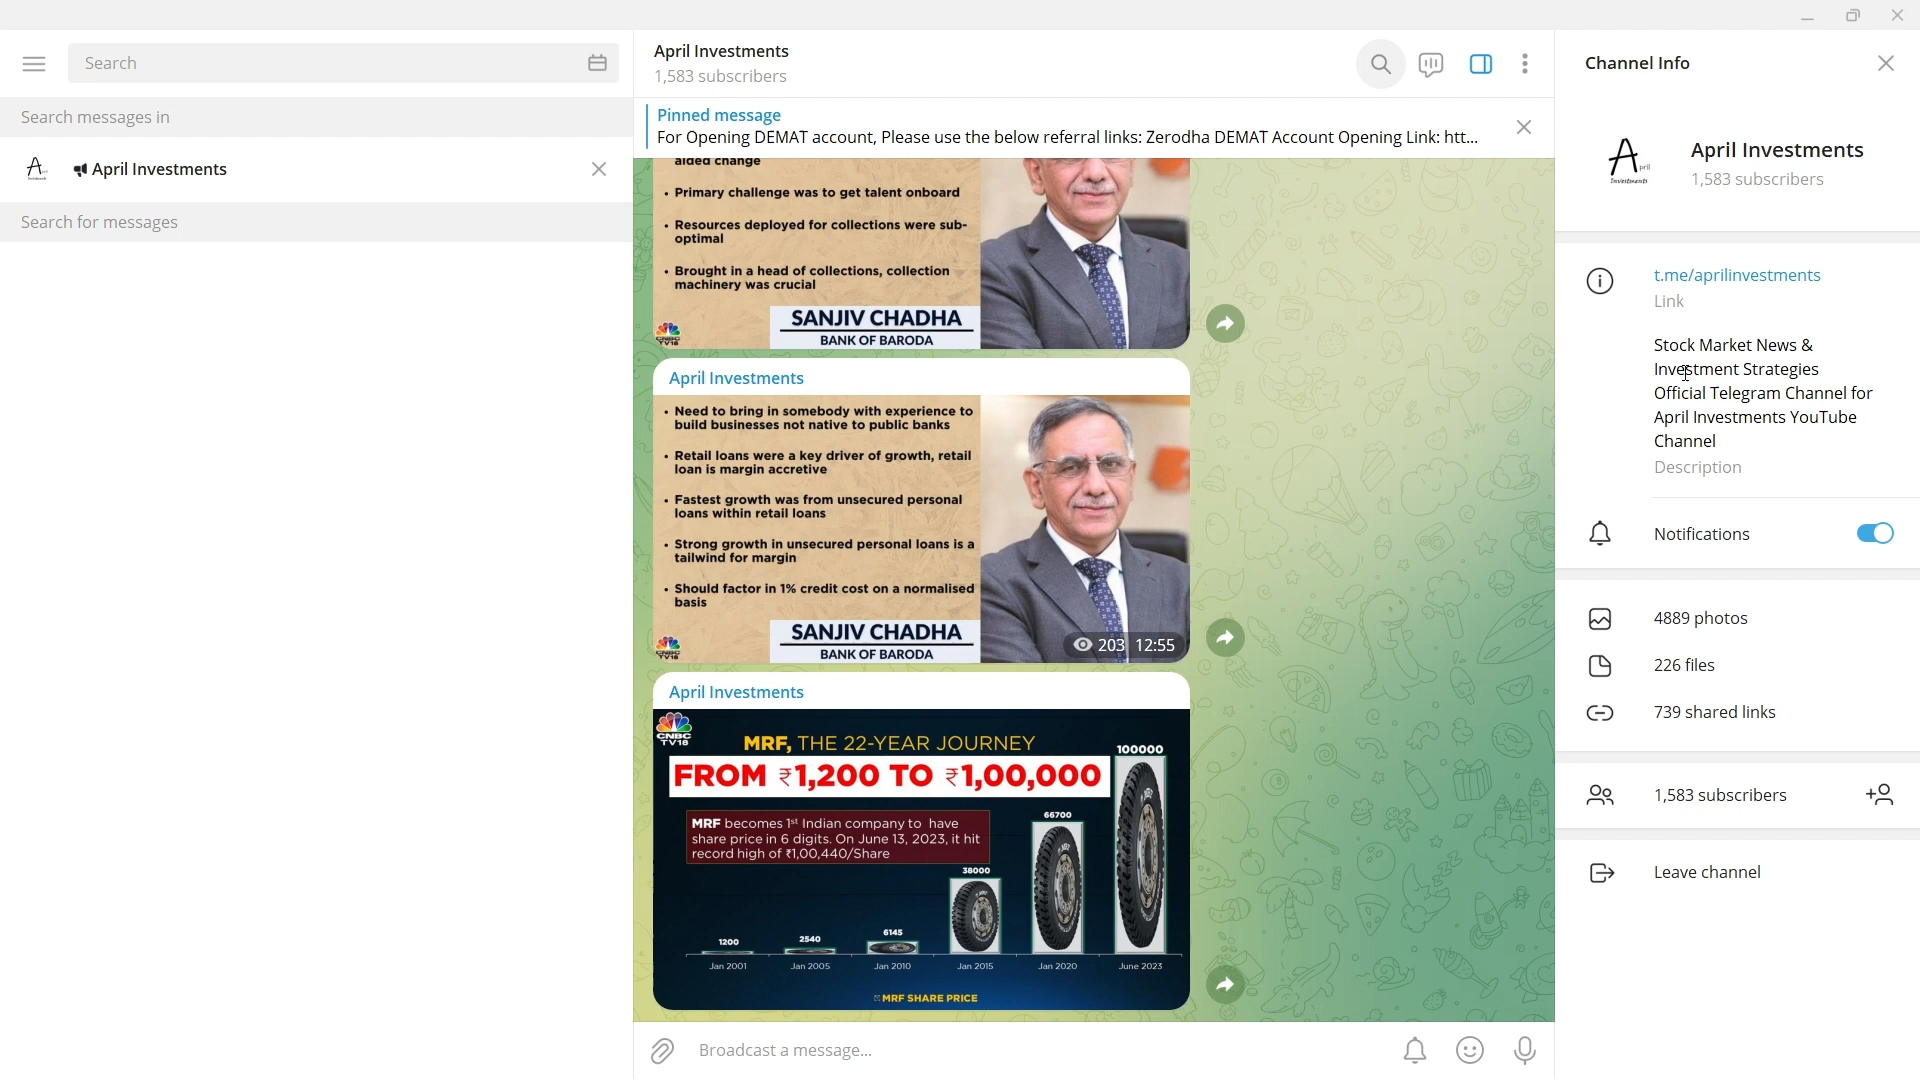 Search
Search messages in
April Investments
Search for messages
April Investments
1,583 subscribers
Pinned message
For Opening DEMAT account, Please use the below referral links: Zerodha DEMAT Account Opening Link: htt...
aided change
• Primary challenge was to get talent onboard
• Resources deployed for collections were sub-
optimal
• Brought in a head of collections, collection
machinery was crucial
SANJIV CHADHA
BANK OF BARODA
CNBC
TV18
April Investments
• Need to bring in somebody with experience to
build businesses not native to public banks
• Retail loans were a key driver of growth, retail
loan is margin accretive
• Fastest growth was from unsecured personal
loans within retail loans
• Strong growth in unsecured personal loans is a
tailwind for margin
• Should factor in 1% credit cost on a normalised
basis
SANJIV CHADHA
BANK OF BARODA
CNBC
TV18
203 12:55
April Investments
CNBC
TV18
MRF, THE 22-YEAR JOURNEY
FROM ₹1,200 TO ₹1,00,000
MRF becomes 1st Indian company to have
share price in 6 digits. On June 13, 2023, it hit
record high of ₹1,00,440/Share
1200 2540 6145 38000 66700 100000
Jan 2001 Jan 2005 Jan 2010 Jan 2015 Jan 2020 June 2023
MRF SHARE PRICE
Broadcast a message...
Channel Info
April
Investments
April Investments
1,583 subscribers
t.me/aprilinvestments
Link
Stock Market News &
Investment Strategies
Official Telegram Channel for
April Investments YouTube
Channel
Description
Notifications
4889 photos
226 files
739 shared links
1,583 subscribers
Leave channel